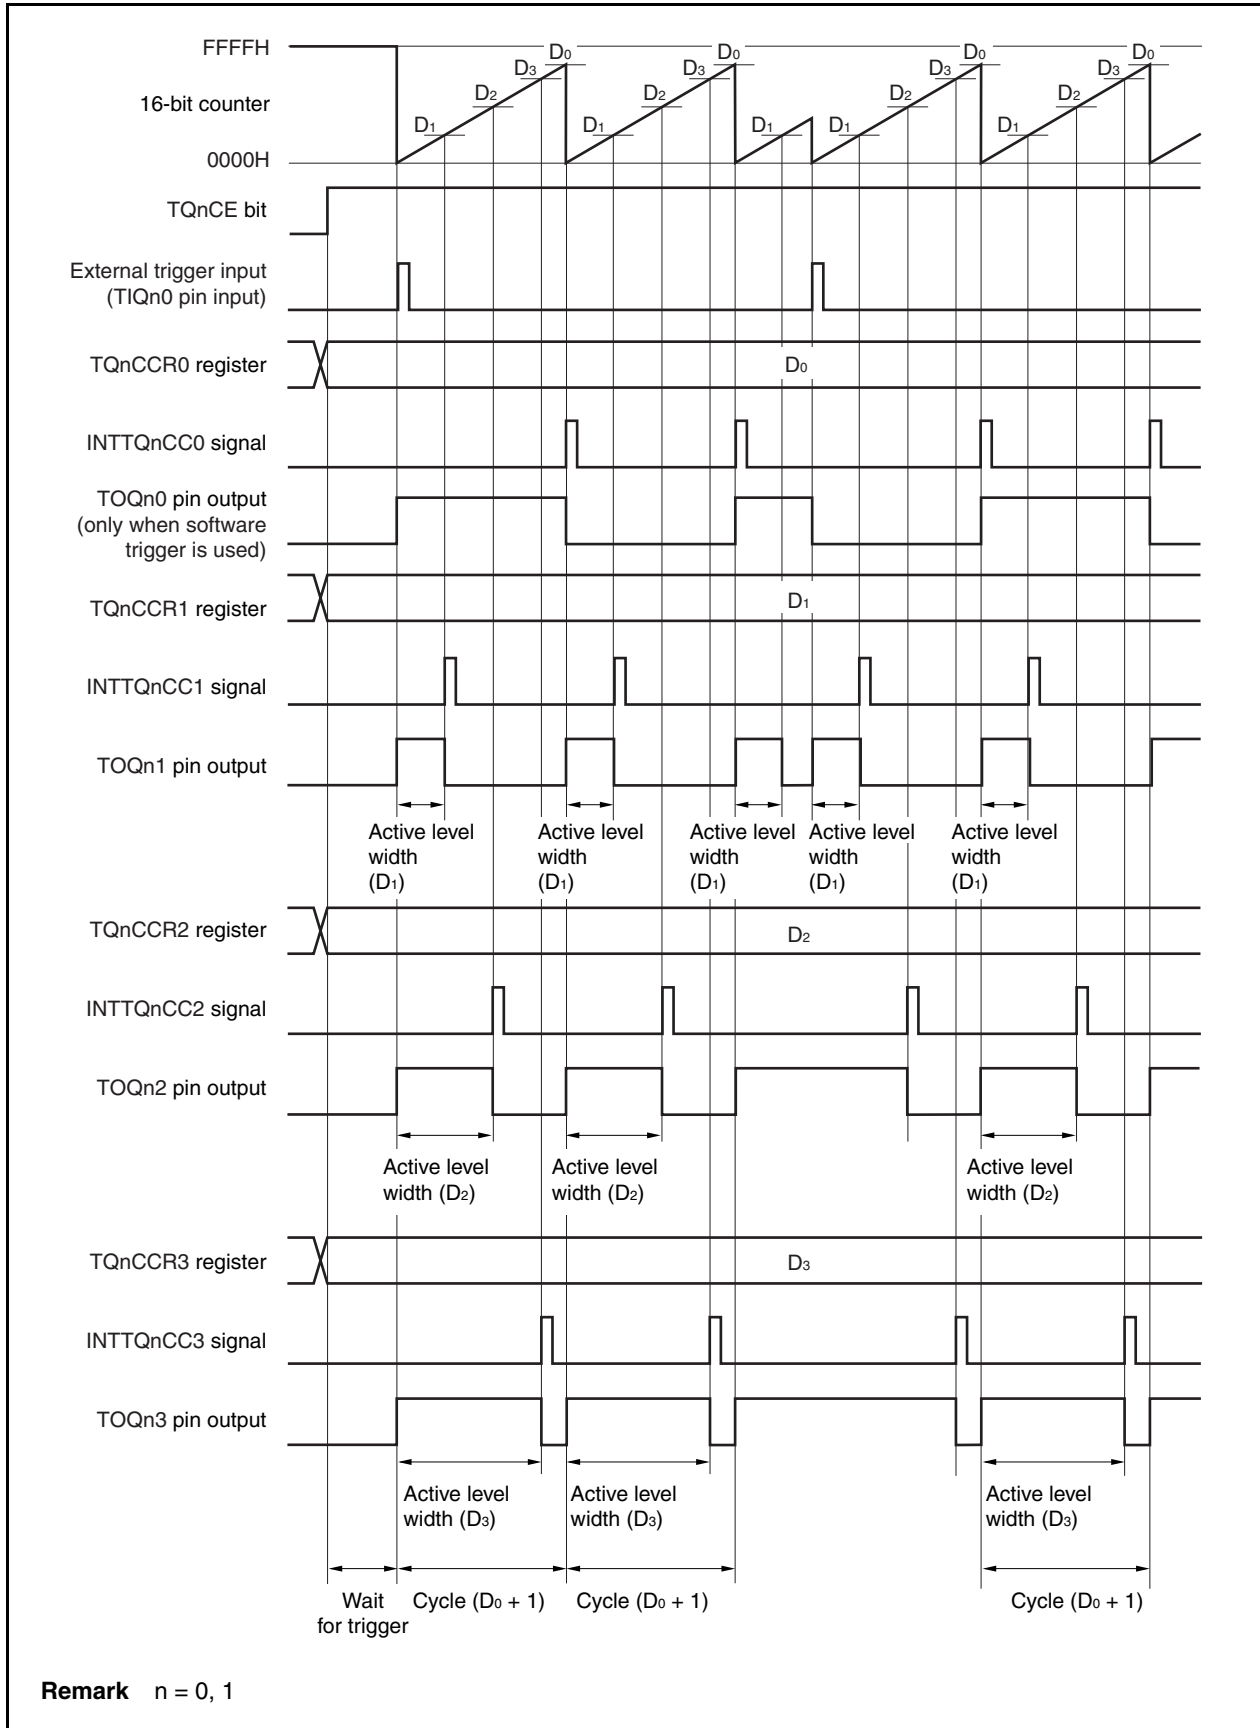 FFFFH
16-bit counter
0000H
D1 D2 D3 D0 D1 D2 D3 D0 D1 D1 D2 D3 D0 D1 D2 D3 D0
TQnCE bit
External trigger input
(TIQn0 pin input)
TQnCCR0 register D0
INTTQnCC0 signal
TOQn0 pin output
(only when software
trigger is used)
TQnCCR1 register D1
INTTQnCC1 signal
TOQn1 pin output
Active level Active level Active level Active level Active level
width width width width width
(D1) (D1) (D1) (D1) (D1)
TQnCCR2 register D2
INTTQnCC2 signal
TOQn2 pin output
Active level Active level Active level
width (D2) width (D2) width (D2)
TQnCCR3 register D3
INTTQnCC3 signal
TOQn3 pin output
Active level Active level Active level
width (D3) width (D3) width (D3)
Wait Cycle (D0 + 1) Cycle (D0 + 1) Cycle (D0 + 1)
for trigger
Remark n = 0, 1